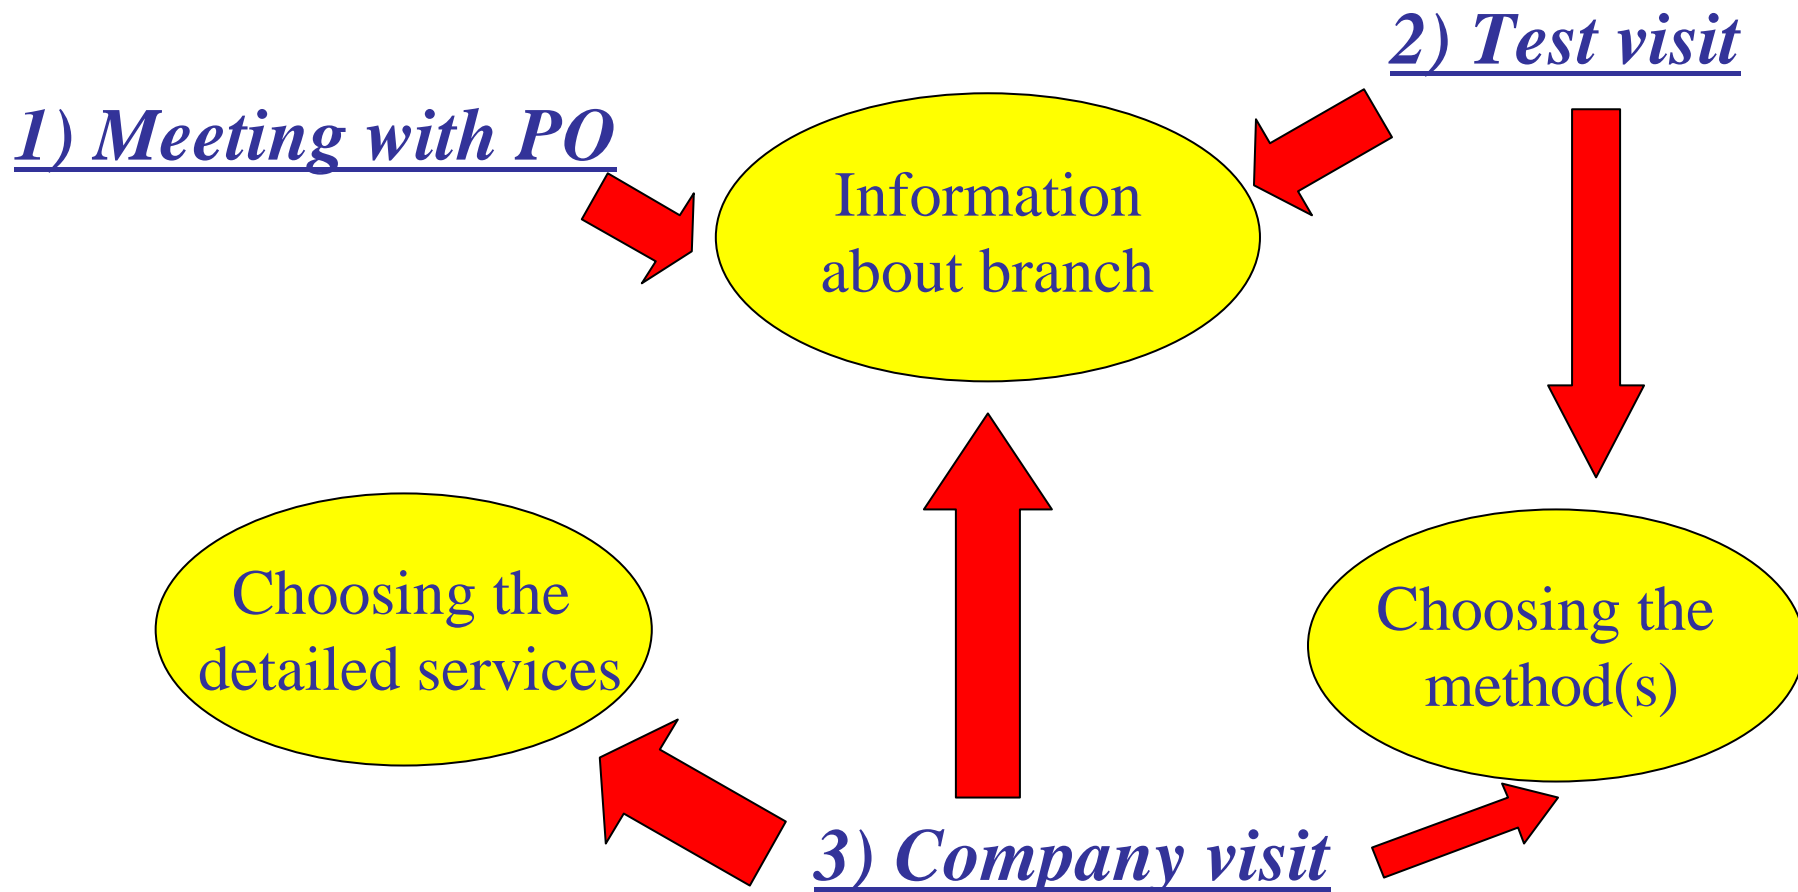 2) Test visit
1) Meeting with PO
Information
about branch
Choosing the
detailed services
Choosing the
method(s)
3) Company visit